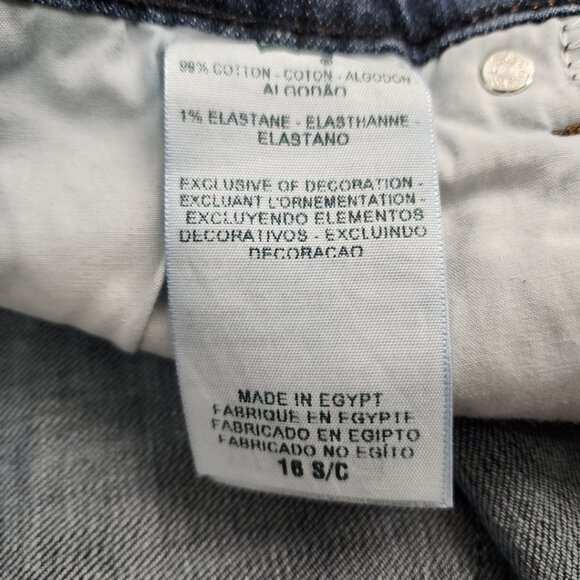 99% COTTON - COTON - ALGODON
ALGODÃO
1% ELASTANE - ELASTHANNE -
ELASTANO
EXCLUSIVE OF DECORATION -
EXCLUANT L'ORNEMENTATION -
EXCLUYENDO ELEMENTOS
DECORATIVOS - EXCLUINDO
DECORACAO
MADE IN EGYPT
FABRIQUE EN EGYPTE
FABRICADO EN EGIPTO
FABRICADO NO EGÍTO
16 S/C